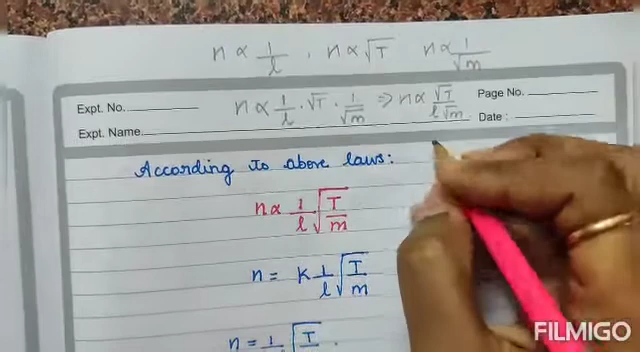 n ∝ 1/l , n ∝ √T n ∝ 1/√m
Expt. No.
n ∝ 1/l · √T · 1/√m ⇒ n ∝ √T/l√m
Page No.
Expt. Name
Date :
According to above laws:
n ∝ 1/l √T/m
n = K 1/l √T/m
FILMIGO